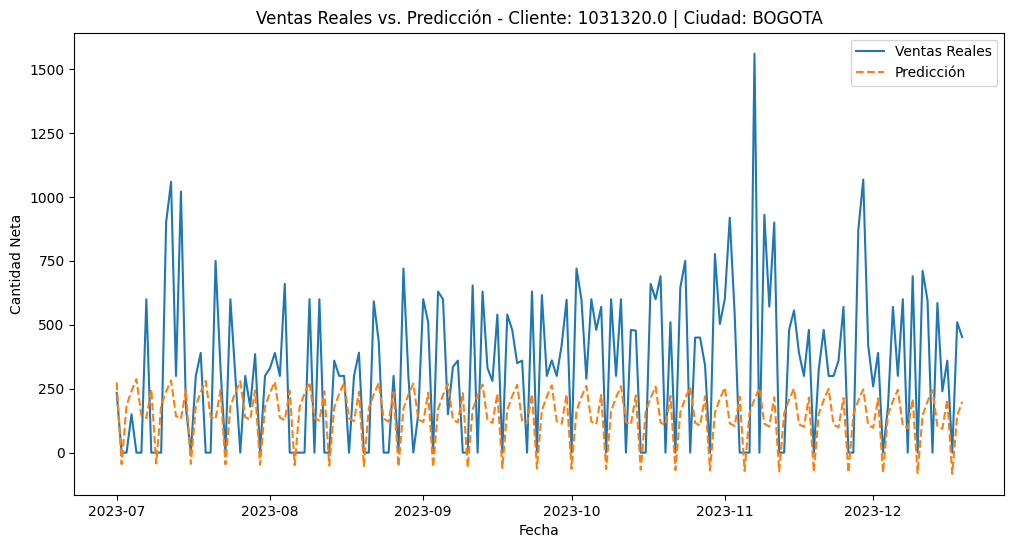 Ventas Reales vs. Predicción - Cliente: 1031320.0 | Ciudad: BOGOTA
Ventas Reales
Predicción
1500
1250
1000
750
500
250
0
Cantidad Neta
2023-07
2023-08
2023-09
2023-10
2023-11
2023-12
Fecha